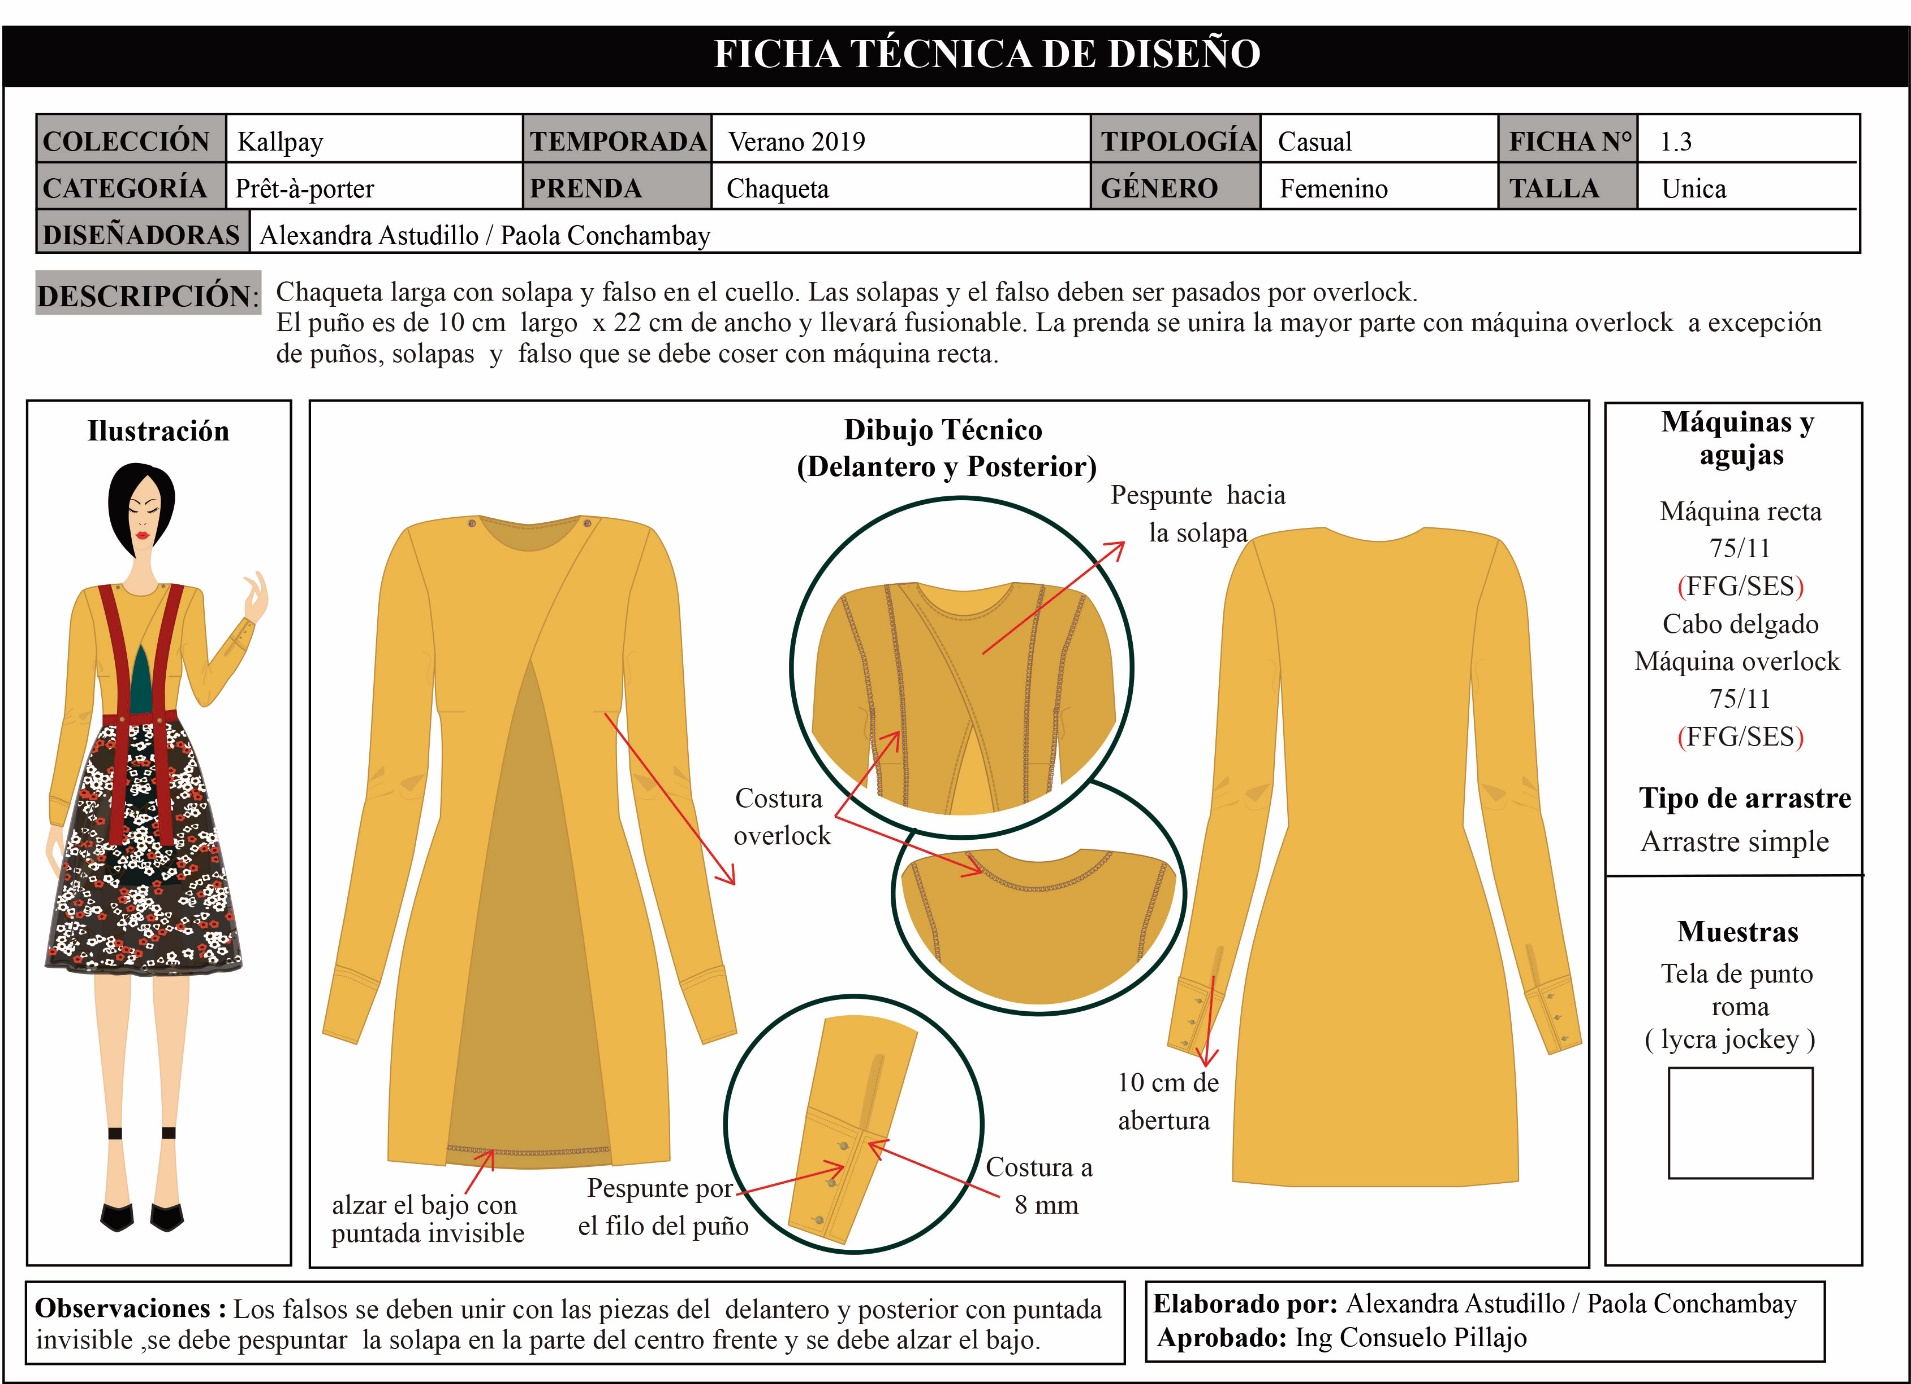 FICHA TÉCNICA DE DISEÑO
COLECCIÓN Kallpay TEMPORADA Verano 2019 TIPOLOGÍA Casual FICHA N° 1.3
CATEGORÍA Prêt-à-porter PRENDA Chaqueta GÉNERO Femenino TALLA Unica
DISEÑADORAS Alexandra Astudillo / Paola Conchambay
DESCRIPCIÓN: Chaqueta larga con solapa y falso en el cuello. Las solapas y el falso deben ser pasados por overlock.
El puño es de 10 cm largo x 22 cm de ancho y llevará fusionable. La prenda se unira la mayor parte con máquina overlock a excepción
de puños, solapas y falso que se debe coser con máquina recta.
Ilustración
Dibujo Técnico
(Delantero y Posterior)
Pespunte hacia
la solapa
Costura
overlock
10 cm de
abertura
alzar el bajo con
puntada invisible
Pespunte por
el filo del puño
Costura a
8 mm
Máquinas y
agujas
Máquina recta
75/11
(FFG/SES)
Cabo delgado
Máquina overlock
75/11
(FFG/SES)
Tipo de arrastre
Arrastre simple
Muestras
Tela de punto
roma
( lycra jockey )
Observaciones : Los falsos se deben unir con las piezas del delantero y posterior con puntada
invisible ,se debe pespuntar la solapa en la parte del centro frente y se debe alzar el bajo.
Elaborado por: Alexandra Astudillo / Paola Conchambay
Aprobado: Ing Consuelo Pillajo